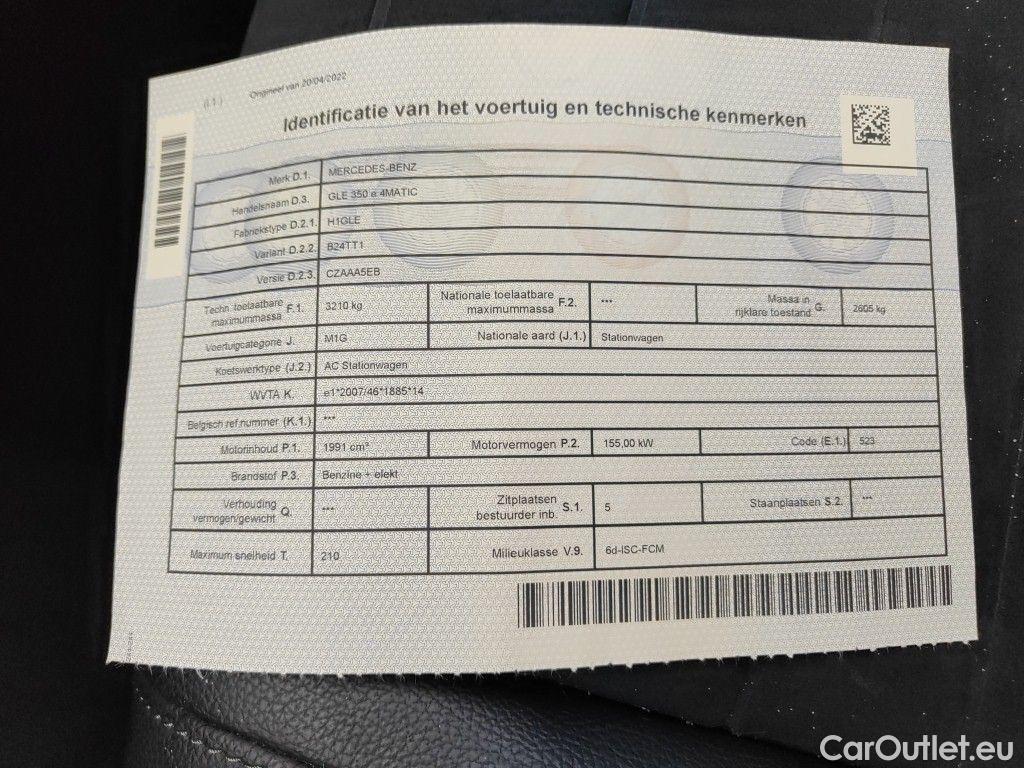 (I.1.) Origineel van 20/04/2022
Identificatie van het voertuig en technische kenmerken
Merk D.1. MERCEDES-BENZ
Handelsnaam D.3. GLE 350 e 4MATIC
Fabriekstype D.2.1. H1GLE
Variant D.2.2. B24TT1
Versie D.2.3. CZAAA5EB
Techn. toelaatbare maximummassa F.1. 3210 kg Nationale toelaatbare maximummassa F.2. *** Massa in rijklare toestand G. 2605 kg
Voertuigcategorie J. M1G Nationale aard (J.1.) Stationwagen
Koetswerktype (J.2.) AC Stationwagen
WVTA K. e1*2007/46*1885*14
Belgisch ref.nummer (K.1.) ***
Motorinhoud P.1. 1991 cm³ Motorvermogen P.2. 155,00 kW Code (E.1.) 523
Brandstof P.3. Benzine + elekt
Verhouding vermogen/gewicht Q. *** Zitplaatsen bestuurder inb. S.1. 5 Staanplaatsen S.2. ***
Maximum snelheid T. 210 Milieuklasse V.9. 6d-ISC-FCM
CarOutlet.eu